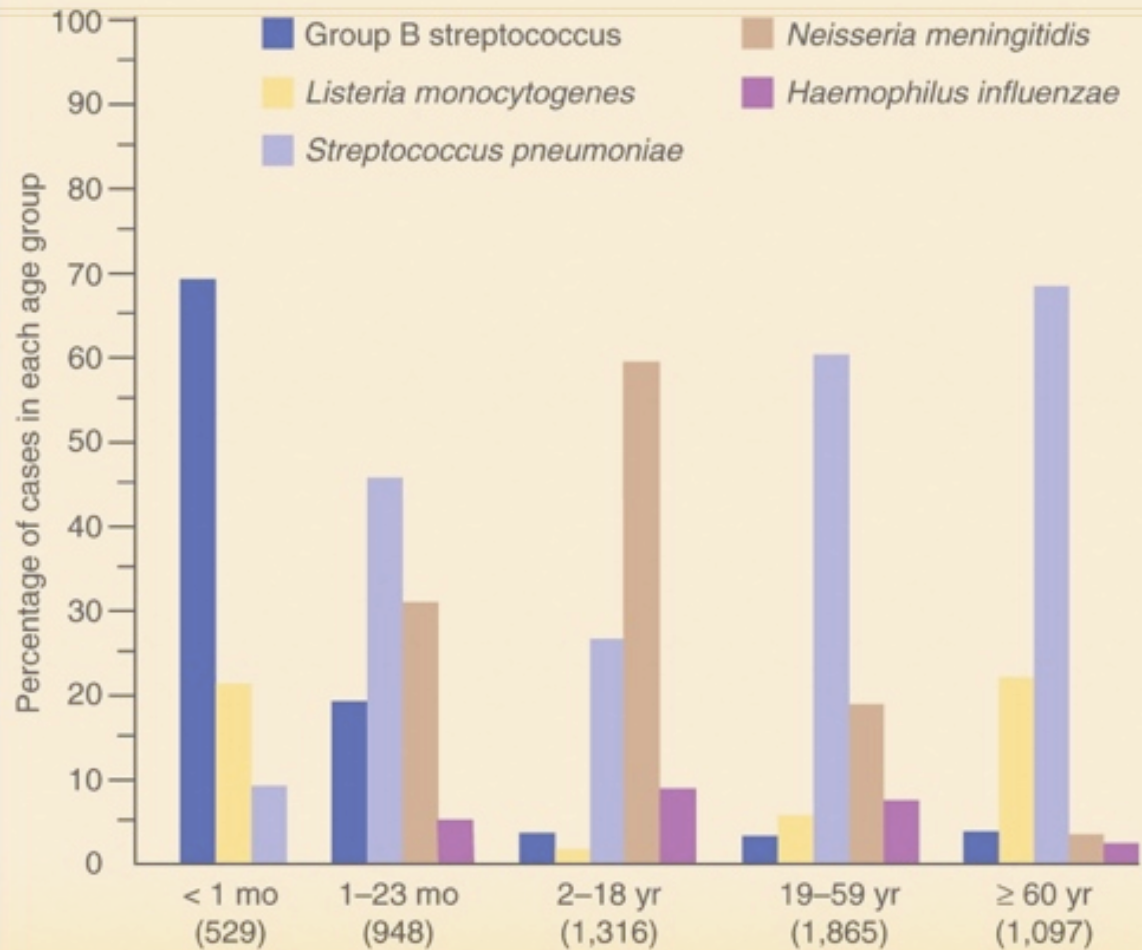 Percentage of cases in each age group
100
90
80
70
60
50
40
30
20
10
0
Group B streptococcus
Listeria monocytogenes
Streptococcus pneumoniae
Neisseria meningitidis
Haemophilus influenzae
< 1 mo
(529)
1–23 mo
(948)
2–18 yr
(1,316)
19–59 yr
(1,865)
≥ 60 yr
(1,097)